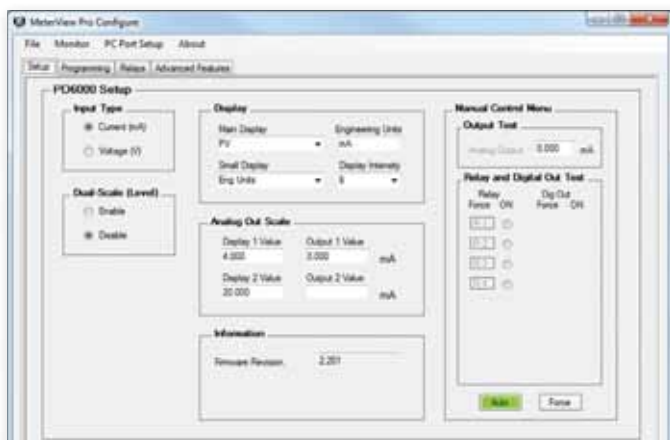 MeterView Pro Configure
File Monitor PC Port Setup About
Setup Programming Relays Advanced Features
PD6000 Setup
Input Type
Current (mA)
Voltage (V)
Dual-Scale (Level)
Enable
Disable
Display
Main Display Engineering Units
PV mA
Small Display Display Intensity
Eng Units 8
Analog Out Scale
Display 1 Value Output 1 Value
4.000 0.000 mA
Display 2 Value Output 2 Value
20.000 mA
Information
Firmware Revision: 2.201
Manual Control Menu
Output Test
Analog Output 0.000 mA
Relay and Digital Out Test
Relay Dig Out
Force ON Force ON
Auto Force